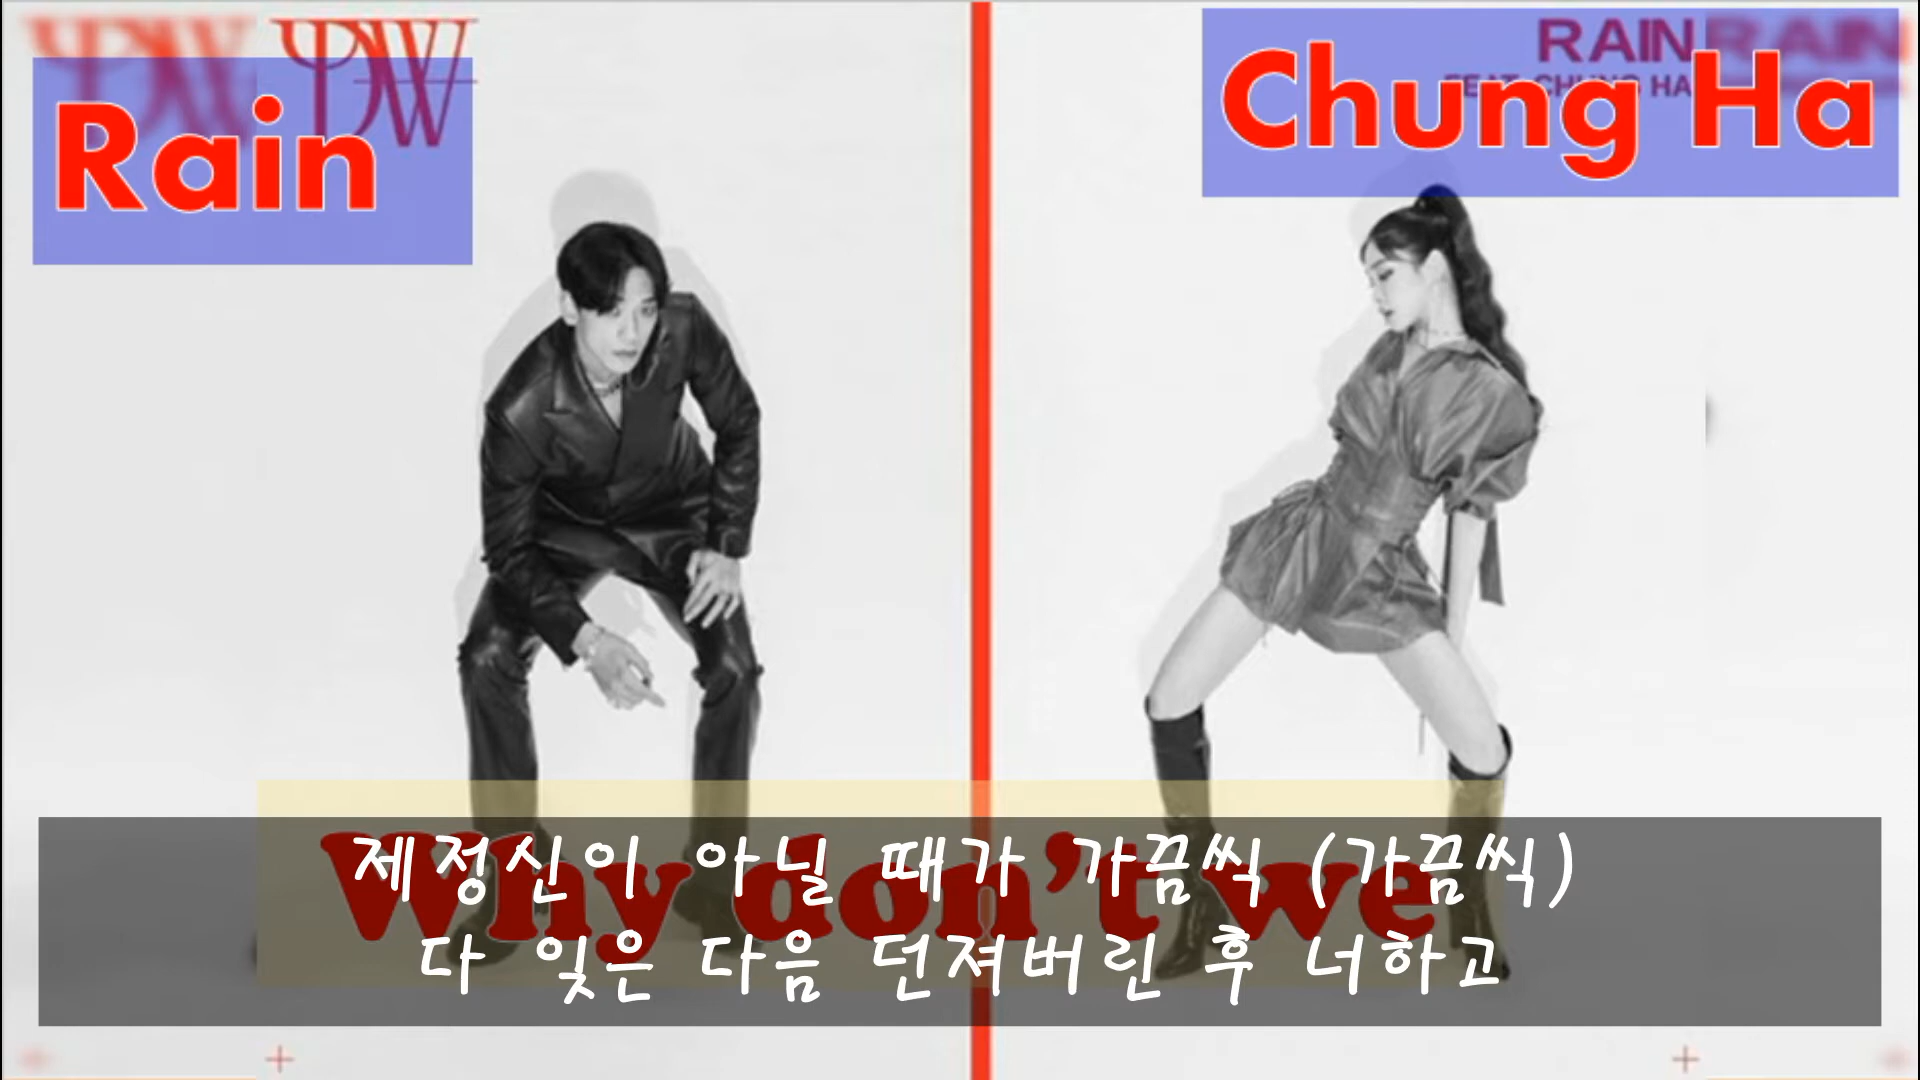 Rain
RAIN
FEAT. CHUNG HA
Chung Ha
Why don't we
제정신이 아닐 때가 가끔씩 (가끔씩)
다 잊은 다음 던져버린 후 너하고